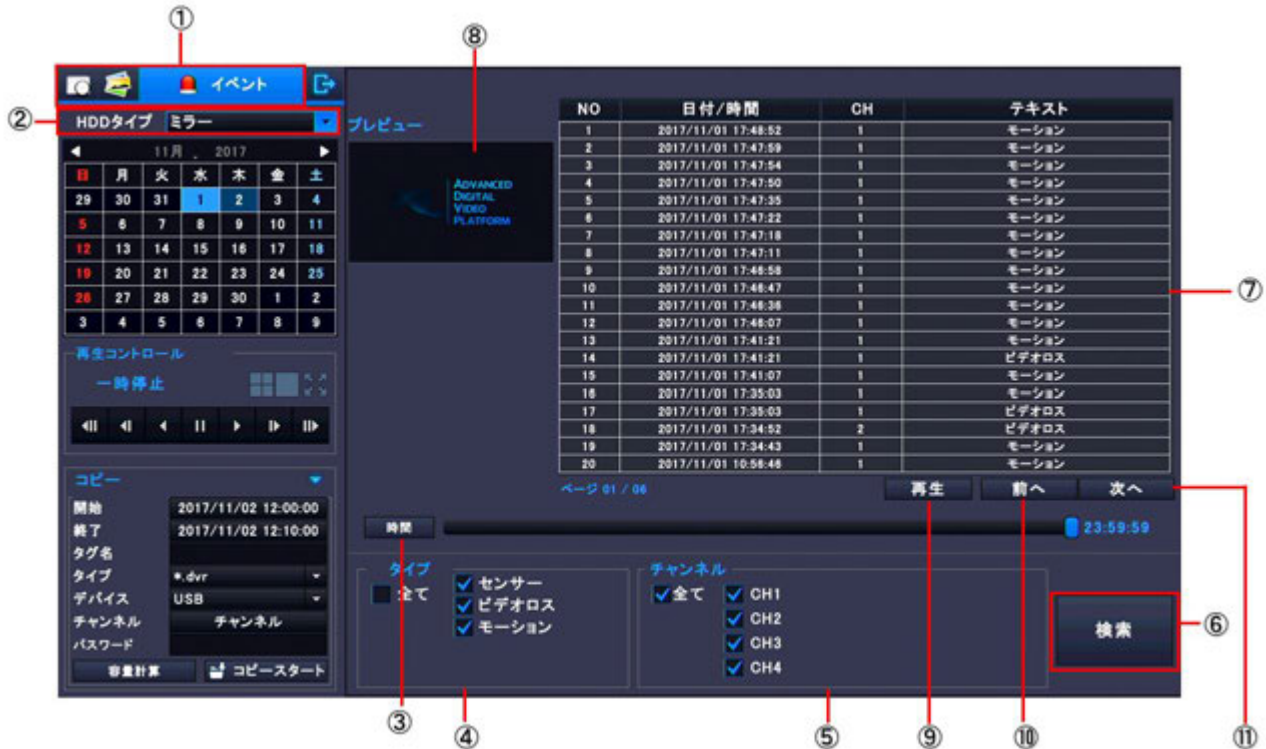 ①
⑧
イベント
②
HDDタイプ ミラー
11月 . 2017
日 月 火 水 木 金 土
29 30 31 1 2 3 4
5 6 7 8 9 10 11
12 13 14 15 16 17 18
19 20 21 22 23 24 25
26 27 28 29 30 1 2
3 4 5 6 7 8 9
再生コントロール
一時停止
コピー
開始 2017/11/02 12:00:00
終了 2017/11/02 12:10:00
タグ名
タイプ *.dvr
デバイス USB
チャンネル チャンネル
パスワード
容量計算 コピースタート
プレビュー
ADVANCED
DIGITAL
VIDEO
PLATFORM
NO 日付/時間 CH テキスト
1 2017/11/01 17:48:52 1 モーション
2 2017/11/01 17:47:59 1 モーション
3 2017/11/01 17:47:54 1 モーション
4 2017/11/01 17:47:50 1 モーション
5 2017/11/01 17:47:35 1 モーション
6 2017/11/01 17:47:22 1 モーション
7 2017/11/01 17:47:18 1 モーション
8 2017/11/01 17:47:11 1 モーション
9 2017/11/01 17:46:58 1 モーション
10 2017/11/01 17:46:47 1 モーション
11 2017/11/01 17:46:36 1 モーション
12 2017/11/01 17:46:07 1 モーション
13 2017/11/01 17:41:21 1 モーション
14 2017/11/01 17:41:21 1 ビデオロス
15 2017/11/01 17:41:07 1 モーション
16 2017/11/01 17:35:03 1 モーション
17 2017/11/01 17:35:03 1 ビデオロス
18 2017/11/01 17:34:52 2 ビデオロス
19 2017/11/01 17:34:43 1 モーション
20 2017/11/01 10:56:46 1 モーション
⑦
ページ 01 / 06
再生 前へ 次へ
時間 23:59:59
タイプ
全て
センサー
ビデオロス
モーション
チャンネル
全て
CH1
CH2
CH3
CH4
検索
⑥
③
④
⑤
⑨
⑩
⑪